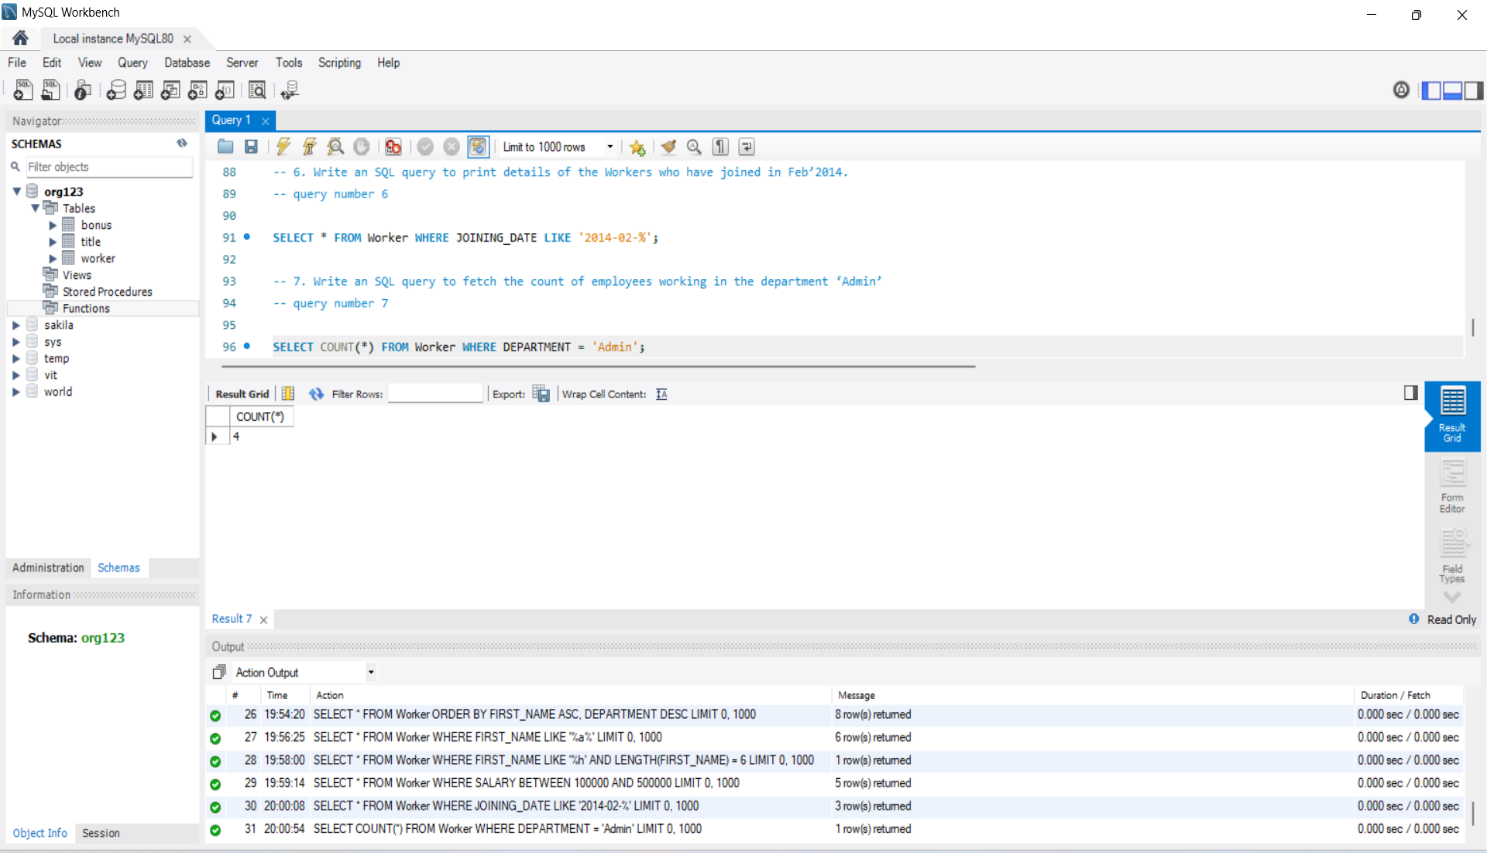 MySQL Workbench
Local instance MySQL80
File Edit View Query Database Server Tools Scripting Help
Navigator
Query 1
SCHEMAS
Limit to 1000 rows
Filter objects
org123
Tables
bonus
title
worker
Views
Stored Procedures
Functions
sakila
sys
temp
vit
world
88 -- 6. Write an SQL query to print details of the Workers who have joined in Feb’2014.
89 -- query number 6
90
91 SELECT * FROM Worker WHERE JOINING_DATE LIKE '2014-02-%';
92
93 -- 7. Write an SQL query to fetch the count of employees working in the department ‘Admin’
94 -- query number 7
95
96 SELECT COUNT(*) FROM Worker WHERE DEPARTMENT = 'Admin';
Result Grid Filter Rows: Export: Wrap Cell Content:
COUNT(*)
4
Result
Grid
Form
Editor
Field
Types
Administration Schemas
Information
Schema: org123
Object Info Session
Result 7
Read Only
Output
Action Output
# Time Action Message Duration / Fetch
26 19:54:20 SELECT * FROM Worker ORDER BY FIRST_NAME ASC, DEPARTMENT DESC LIMIT 0, 1000 8 row(s) returned 0.000 sec / 0.000 sec
27 19:56:25 SELECT * FROM Worker WHERE FIRST_NAME LIKE '%a%' LIMIT 0, 1000 6 row(s) returned 0.000 sec / 0.000 sec
28 19:58:00 SELECT * FROM Worker WHERE FIRST_NAME LIKE '%h' AND LENGTH(FIRST_NAME) = 6 LIMIT 0, 1000 1 row(s) returned 0.000 sec / 0.000 sec
29 19:59:14 SELECT * FROM Worker WHERE SALARY BETWEEN 100000 AND 500000 LIMIT 0, 1000 5 row(s) returned 0.000 sec / 0.000 sec
30 20:00:08 SELECT * FROM Worker WHERE JOINING_DATE LIKE '2014-02-%' LIMIT 0, 1000 3 row(s) returned 0.000 sec / 0.000 sec
31 20:00:54 SELECT COUNT(*) FROM Worker WHERE DEPARTMENT = 'Admin' LIMIT 0, 1000 1 row(s) returned 0.000 sec / 0.000 sec